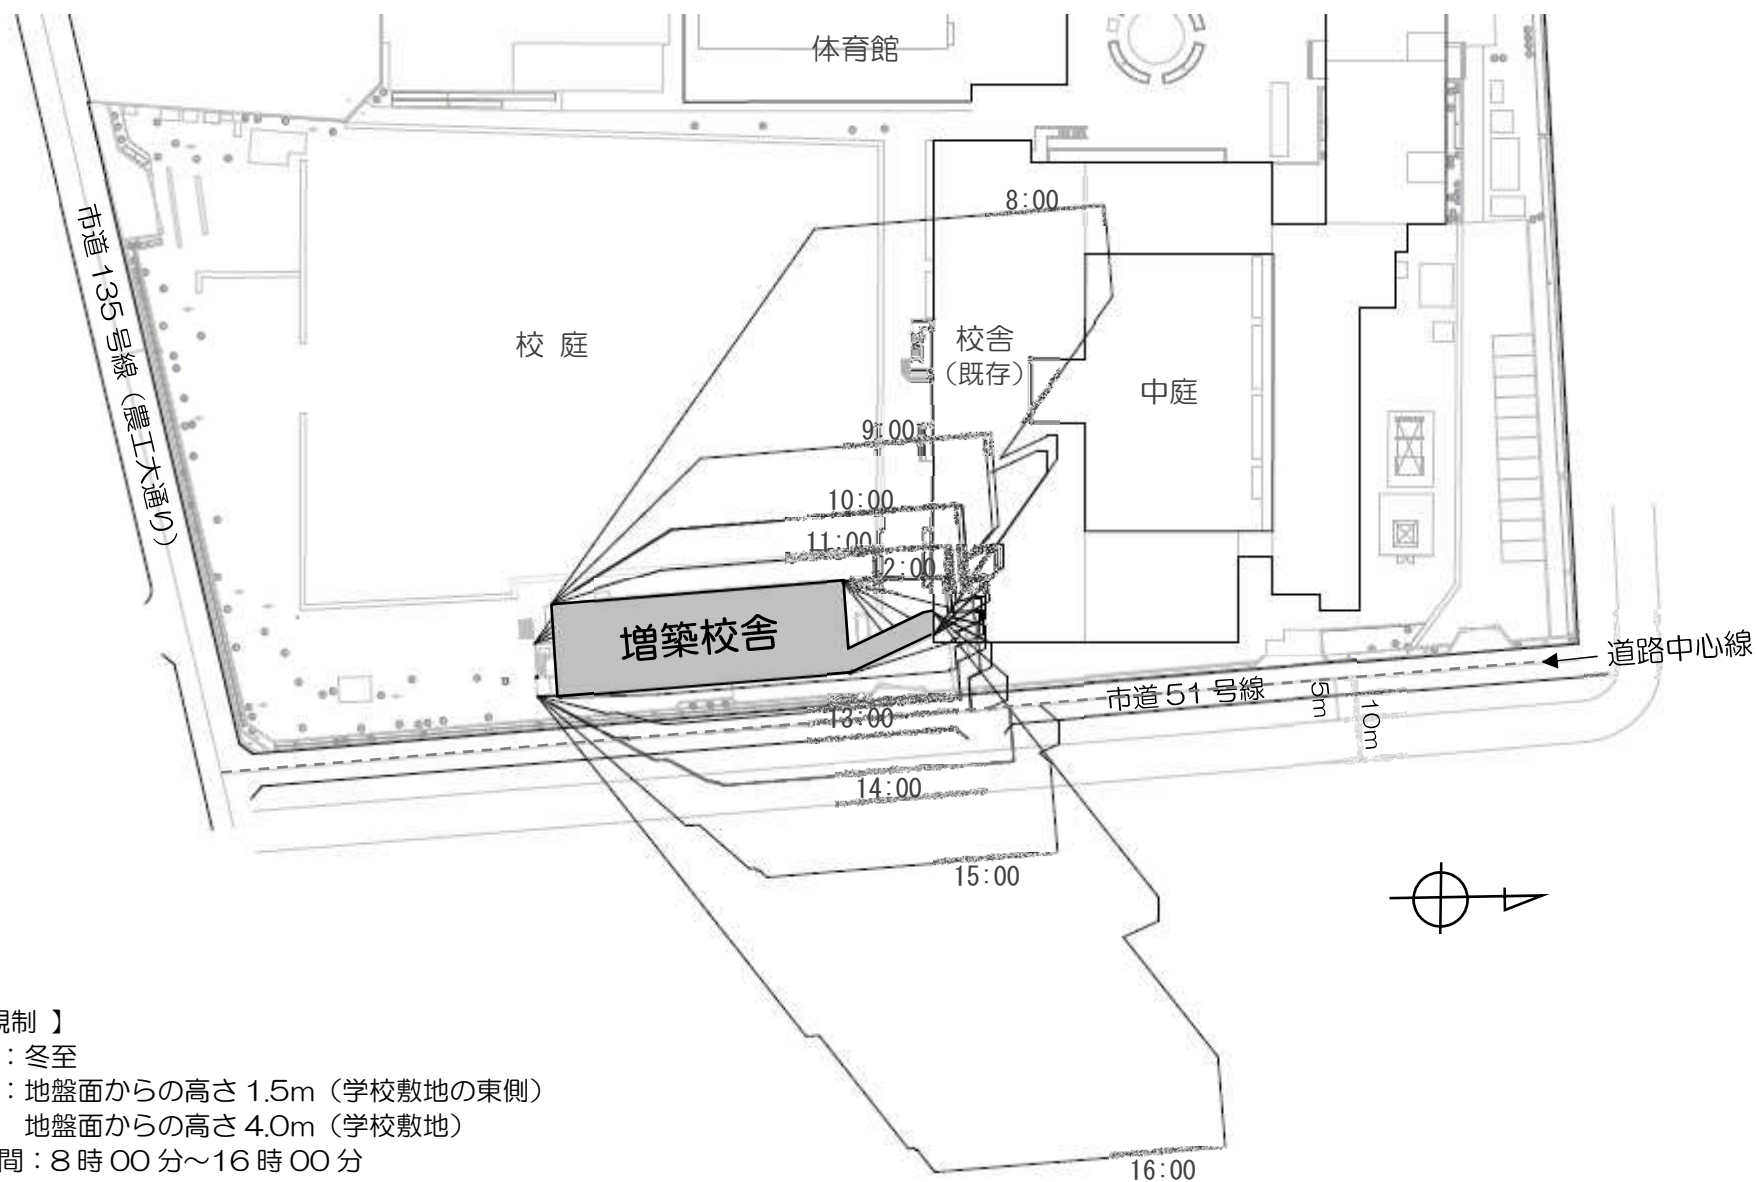 体育館
8:00
市道 135 号線（農工大通り）
校 庭
校舎
（既存）
中庭
9:00
10:00
11:00
2:00
増築校舎
道路中心線
市道 51 号線
5m
10m
13:00
14:00
15:00
16:00
規制 】
：冬至
：地盤面からの高さ 1.5m（学校敷地の東側）
地盤面からの高さ 4.0m（学校敷地）
間：8 時 00 分～16 時 00 分